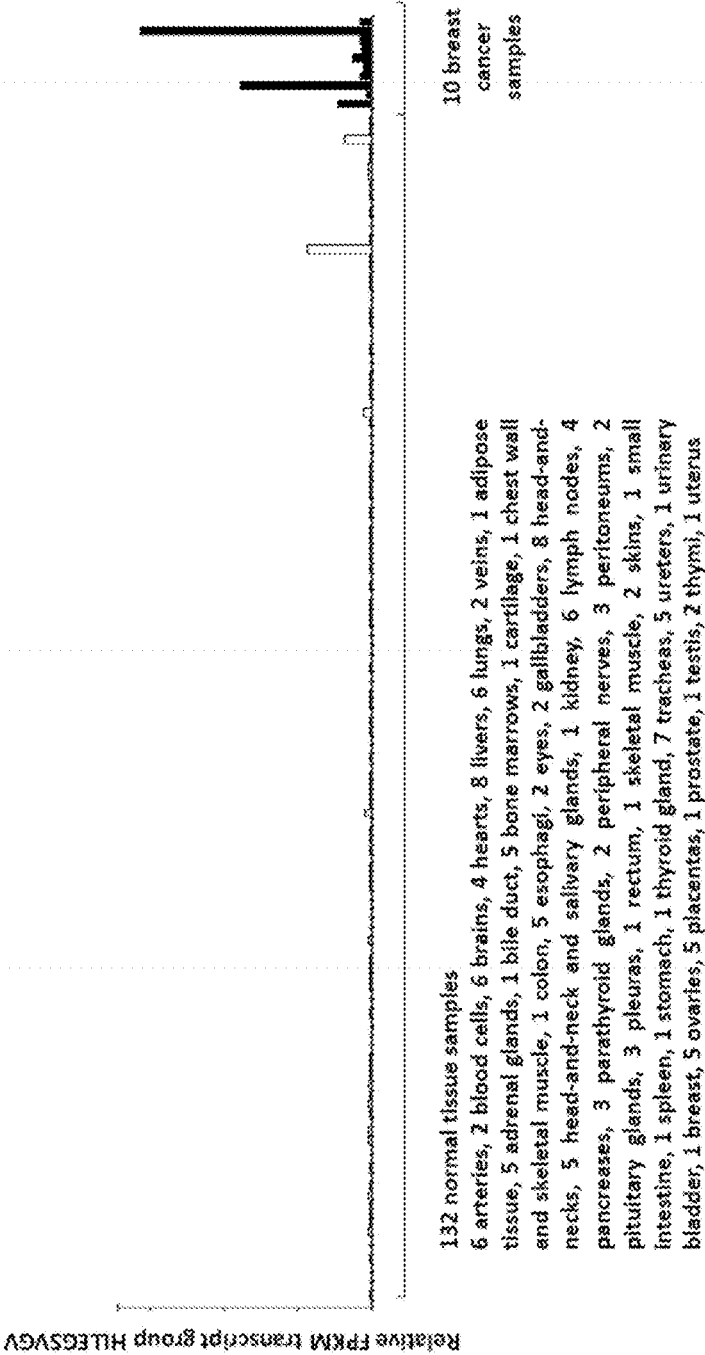 Relative FPKM transcript group HLLEGSVGV
132 normal tissue samples
6 arteries, 2 blood cells, 6 brains, 4 hearts, 8 livers, 6 lungs, 2 veins, 1 adipose
tissue, 5 adrenal glands, 1 bile duct, 5 bone marrows, 1 cartilage, 1 chest wall
and skeletal muscle, 1 colon, 5 esophagi, 2 eyes, 2 gallbladders, 8 head-and-
necks, 5 head-and-neck and salivary glands, 1 kidney, 6 lymph nodes, 4
pancreases, 3 parathyroid glands, 2 peripheral nerves, 3 peritoneums, 2
pituitary glands, 3 pleuras, 1 rectum, 1 skeletal muscle, 2 skins, 1 small
intestine, 1 spleen, 1 stomach, 1 thyroid gland, 7 tracheas, 5 ureters, 1 urinary
bladder, 1 breast, 5 ovaries, 5 placentas, 1 prostate, 1 testis, 2 thymi, 1 uterus
10 breast
cancer
samples